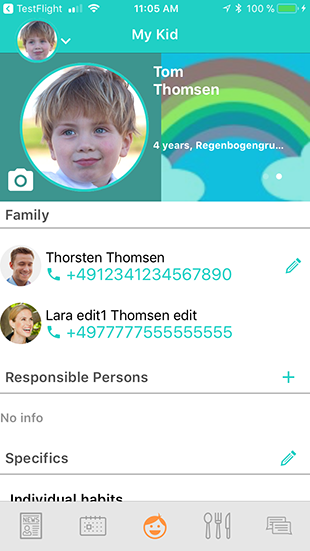 TestFlight 11:05 AM 100 %
My Kid
Tom
Thomsen
4 years, Regenbogengru...
Family
Thorsten Thomsen
+4912341234567890
Lara edit1 Thomsen edit
+4977777555555555
Responsible Persons +
No info
Specifics
Individual habits
NEWS